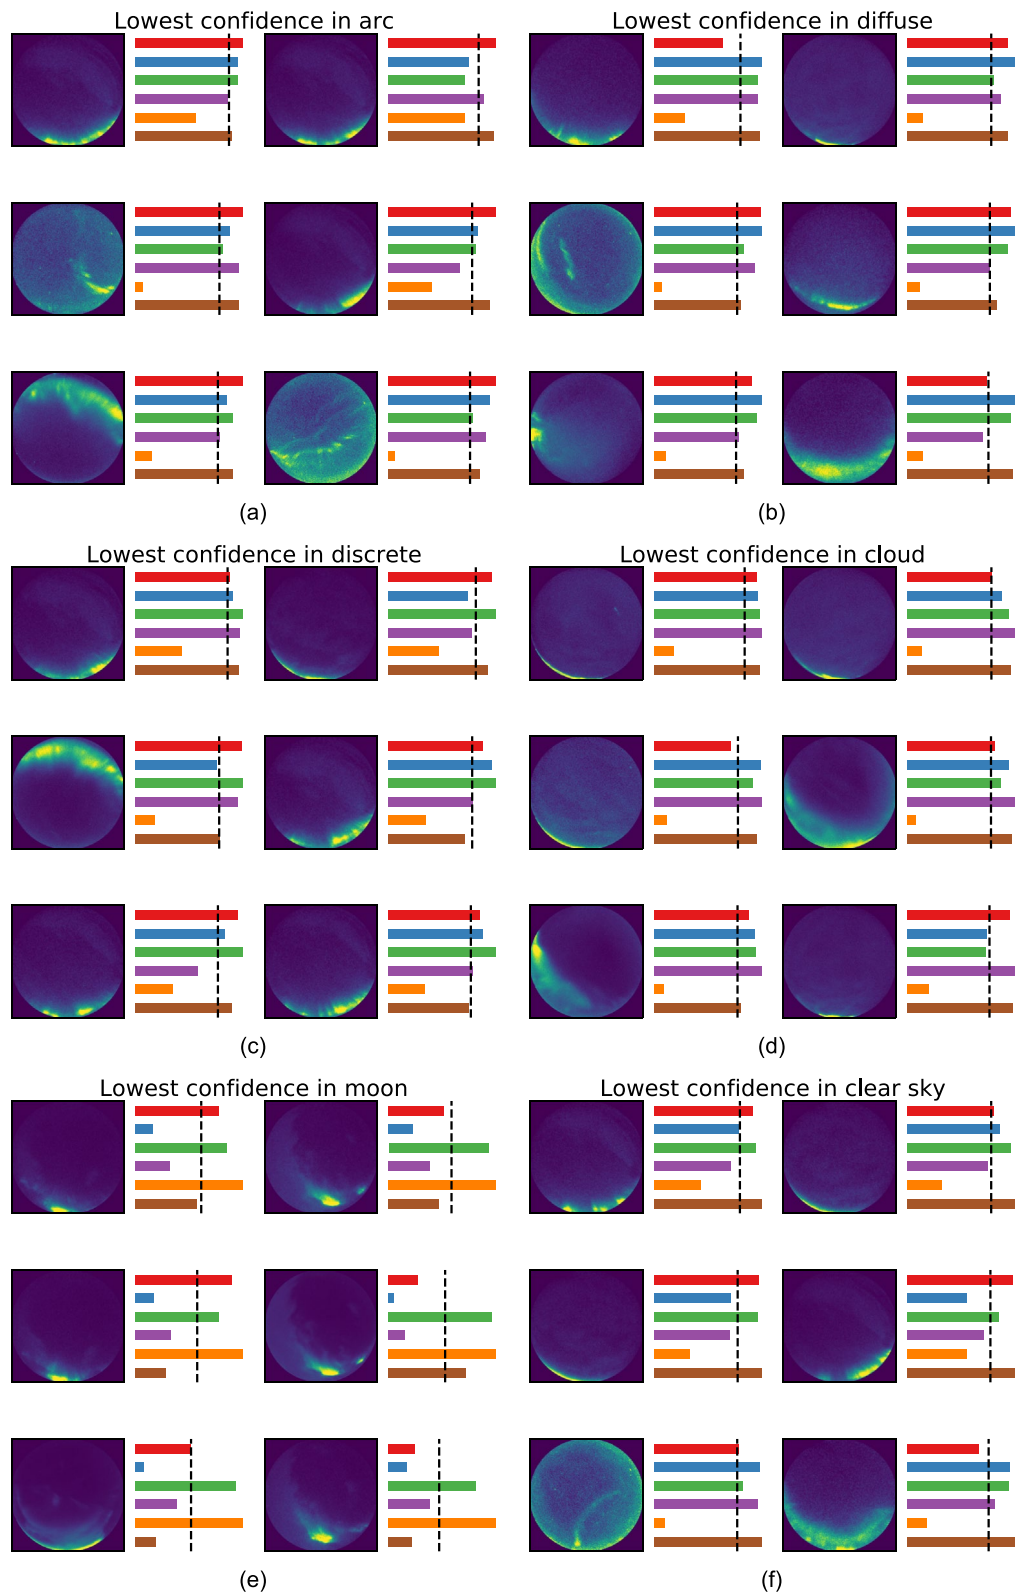 Lowest confidence in arc
Lowest confidence in diffuse
(a)
(b)
Lowest confidence in discrete
Lowest confidence in cloud
(c)
(d)
Lowest confidence in moon
Lowest confidence in clear sky
(e)
(f)